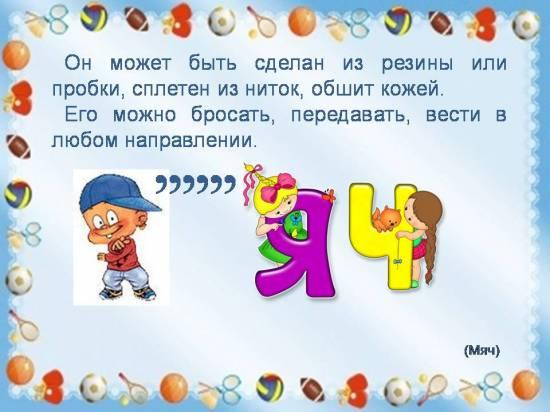 Он может быть сделан из резины или
пробки, сплетен из ниток, обшит кожей.
Его можно бросать, передавать, вести в
любом направлении.
,,,,,, Я Ч
(Мяч)